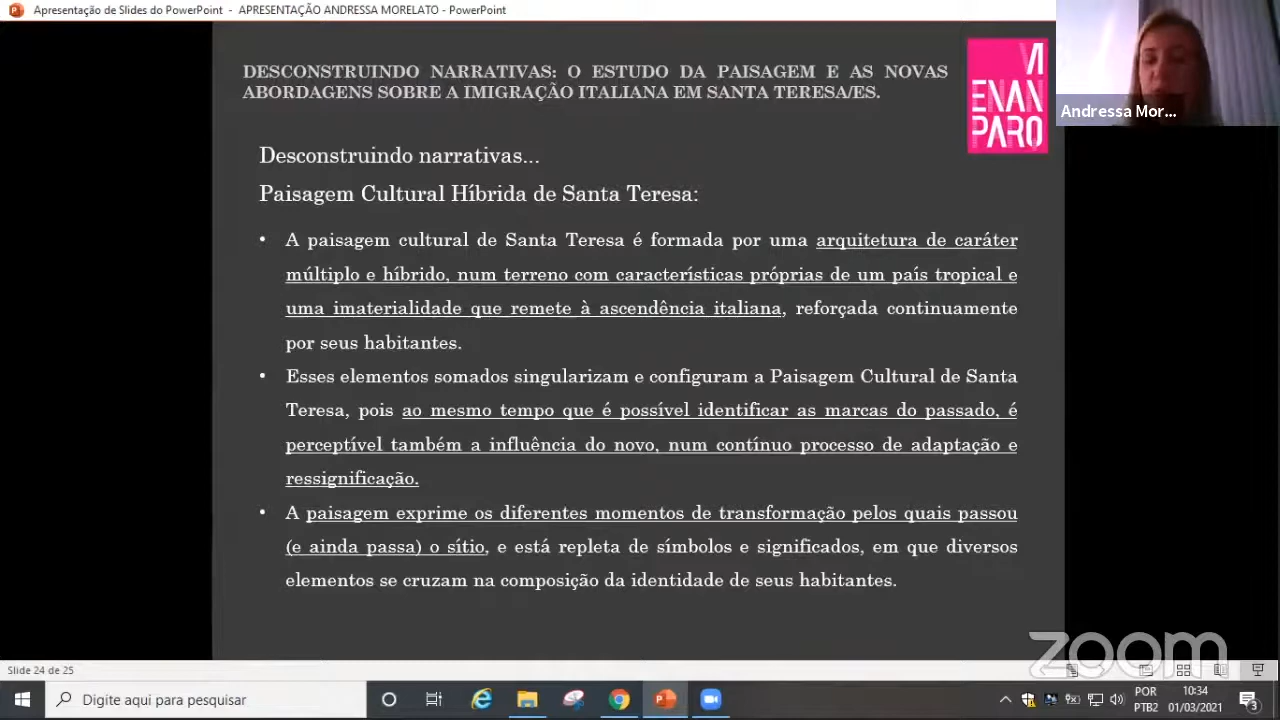 Apresentação de Slides do PowerPoint - APRESENTAÇÃO ANDRESSA MORELATO - PowerPoint
DESCONSTRUINDO NARRATIVAS: O ESTUDO DA PAISAGEM E AS NOVAS
ABORDAGENS SOBRE A IMIGRAÇÃO ITALIANA EM SANTA TERESA/ES.
VI
ENAN
PARQ
Andressa Mor...
Desconstruindo narrativas...
Paisagem Cultural Híbrida de Santa Teresa:
• A paisagem cultural de Santa Teresa é formada por uma arquitetura de caráter
múltiplo e híbrido, num terreno com características próprias de um país tropical e
uma imaterialidade que remete à ascendência italiana, reforçada continuamente
por seus habitantes.
• Esses elementos somados singularizam e configuram a Paisagem Cultural de Santa
Teresa, pois ao mesmo tempo que é possível identificar as marcas do passado, é
perceptível também a influência do novo, num contínuo processo de adaptação e
ressignificação.
• A paisagem exprime os diferentes momentos de transformação pelos quais passou
(e ainda passa) o sítio, e está repleta de símbolos e significados, em que diversos
elementos se cruzam na composição da identidade de seus habitantes.
zoom
Slide 24 de 25
Digite aqui para pesquisar
POR
PTB2
10:34
01/03/2021
3